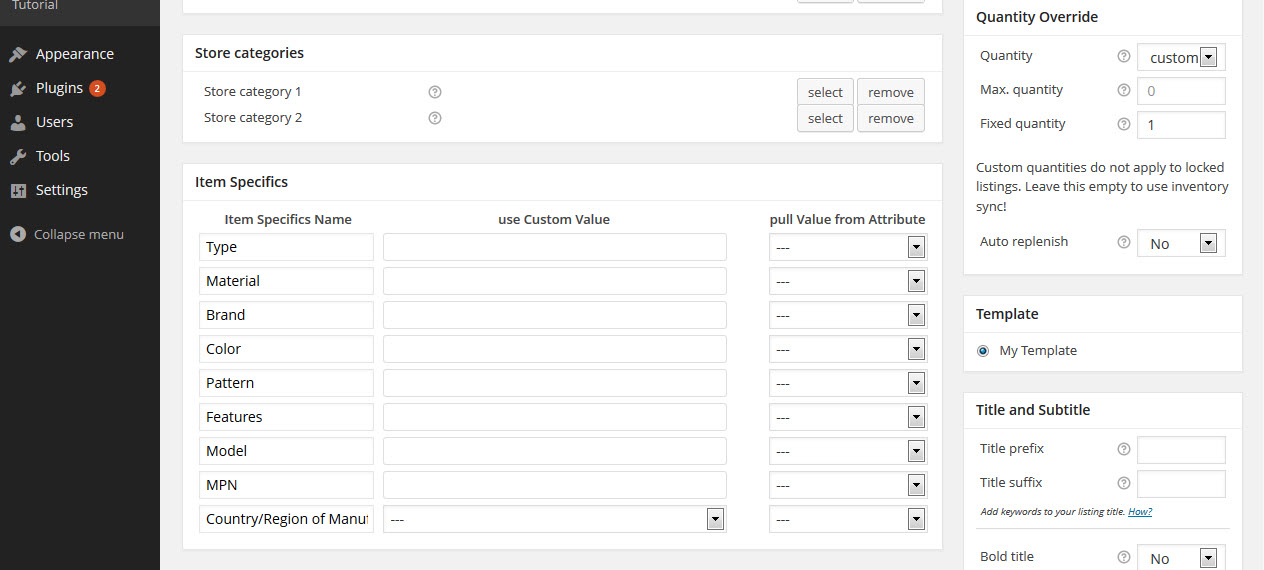 Tutorial
Appearance
Plugins 2
Users
Tools
Settings
Collapse menu
Store categories
Store category 1 ? select remove
Store category 2 ? select remove
Item Specifics
Item Specifics Name use Custom Value pull Value from Attribute
Type ---
Material ---
Brand ---
Color ---
Pattern ---
Features ---
Model ---
MPN ---
Country/Region of Manuf --- ---
Quantity Override
Quantity ? custom
Max. quantity ? 0
Fixed quantity ? 1
Custom quantities do not apply to locked
listings. Leave this empty to use inventory
sync!
Auto replenish ? No
Template
My Template
Title and Subtitle
Title prefix ?
Title suffix ?
Add keywords to your listing title. How?
Bold title ? No